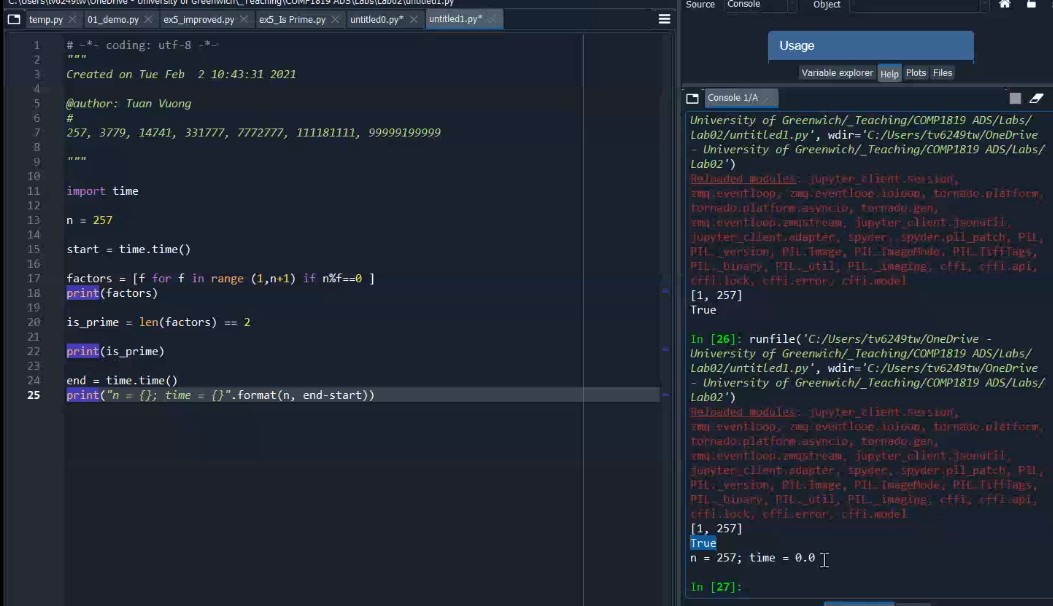 C:\Users\tv6249tw\OneDrive - University of Greenwich\_Teaching\COMP1819 ADS\Labs\Lab02\untitled1.py
temp.py
01_demo.py
ex5_improved.py
ex5_Is Prime.py
untitled0.py*
untitled1.py*
1 # -*- coding: utf-8 -*-
2 """
3 Created on Tue Feb  2 10:43:31 2021
4
5 @author: Tuan Vuong
6 #
7 257, 3779, 14741, 331777, 7772777, 111181111, 99999199999
8
9 """
10
11 import time
12
13 n = 257
14
15 start = time.time()
16
17 factors = [f for f in range (1,n+1) if n%f==0 ]
18 print(factors)
19
20 is_prime = len(factors) == 2
21
22 print(is_prime)
23
24 end = time.time()
25 print("n = {}; time = {}".format(n, end-start))
Source Console Object
Usage
Variable explorer Help Plots Files
Console 1/A
University of Greenwich/_Teaching/COMP1819 ADS/Labs/
Lab02/untitled1.py', wdir='C:/Users/tv6249tw/OneDrive
- University of Greenwich/_Teaching/COMP1819 ADS/Labs/
Lab02')
Reloaded modules: jupyter_client.session,
zmq.eventloop, zmq.eventloop.ioloop, tornado.platform,
tornado.platform.asyncio, tornado.gen,
zmq.eventloop.zmqstream, jupyter_client.jsonutil,
jupyter_client.adapter, spyder, spyder.pil_patch, PIL,
PIL._version, PIL.Image, PIL.ImageMode, PIL.TiffTags,
PIL._binary, PIL._util, PIL._imaging, cffi, cffi.api,
cffi.lock, cffi.error, cffi.model
[1, 257]
True
In [26]: runfile('C:/Users/tv6249tw/OneDrive -
University of Greenwich/_Teaching/COMP1819 ADS/Labs/
Lab02/untitled1.py', wdir='C:/Users/tv6249tw/OneDrive
- University of Greenwich/_Teaching/COMP1819 ADS/Labs/
Lab02')
Reloaded modules: jupyter_client.session,
zmq.eventloop, zmq.eventloop.ioloop, tornado.platform,
tornado.platform.asyncio, tornado.gen,
zmq.eventloop.zmqstream, jupyter_client.jsonutil,
jupyter_client.adapter, spyder, spyder.pil_patch, PIL,
PIL._version, PIL.Image, PIL.ImageMode, PIL.TiffTags,
PIL._binary, PIL._util, PIL._imaging, cffi, cffi.api,
cffi.lock, cffi.error, cffi.model
[1, 257]
True
n = 257; time = 0.0
In [27]: